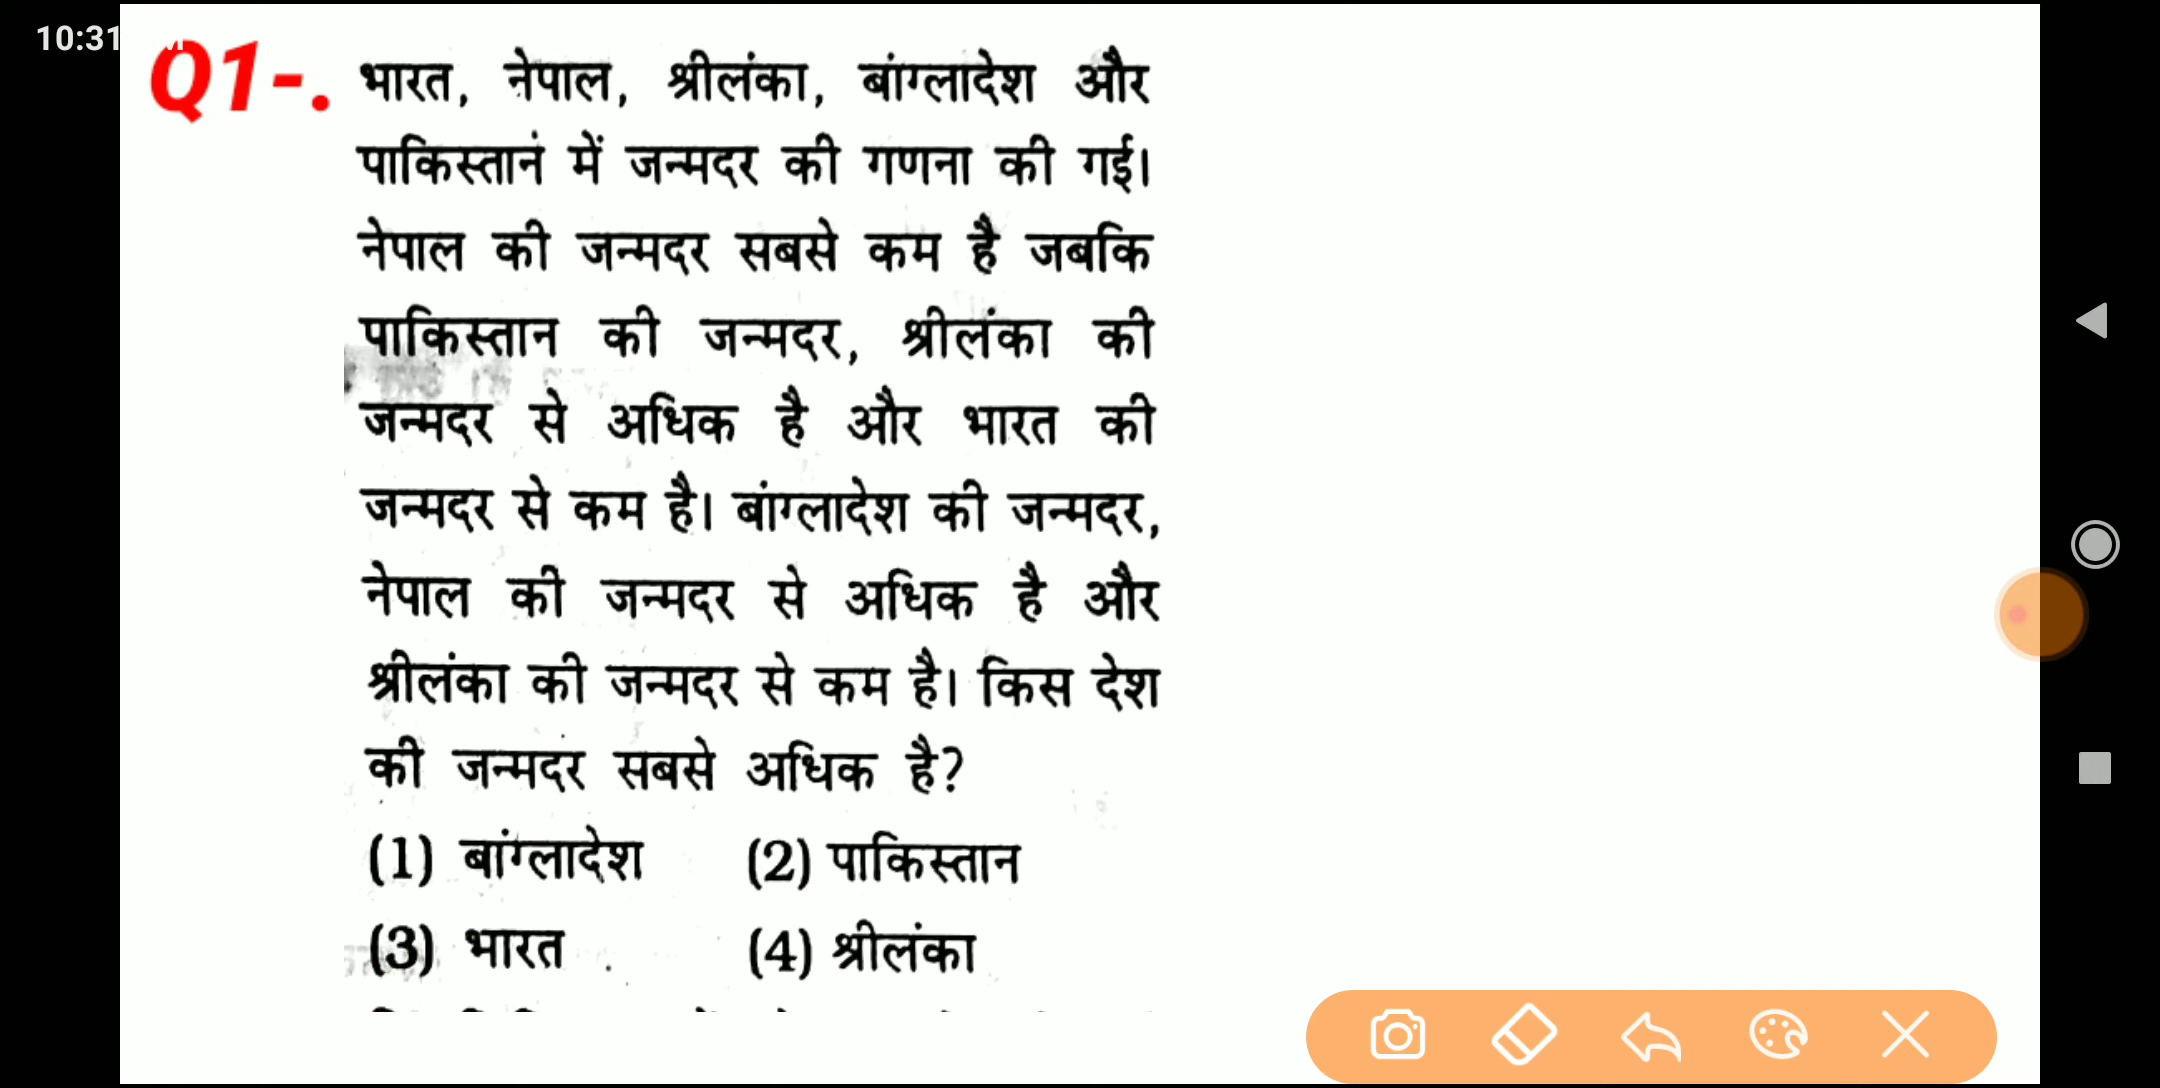 10:31
Q1-. भारत, नेपाल, श्रीलंका, बांग्लादेश और
पाकिस्तान में जन्मदर की गणना की गई।
नेपाल की जन्मदर सबसे कम है जबकि
पाकिस्तान की जन्मदर, श्रीलंका की
जन्मदर से अधिक है और भारत की
जन्मदर से कम है। बांग्लादेश की जन्मदर,
नेपाल की जन्मदर से अधिक है और
श्रीलंका की जन्मदर से कम है। किस देश
की जन्मदर सबसे अधिक है?
(1) बांग्लादेश (2) पाकिस्तान
(3) भारत (4) श्रीलंका